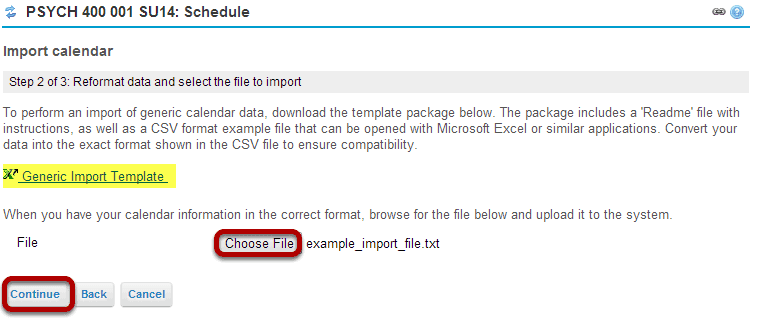 PSYCH 400 001 SU14: Schedule
Import calendar
Step 2 of 3: Reformat data and select the file to import
To perform an import of generic calendar data, download the template package below. The package includes a 'Readme' file with
instructions, as well as a CSV format example file that can be opened with Microsoft Excel or similar applications. Convert your
data into the exact format shown in the CSV file to ensure compatibility.
Generic Import Template
When you have your calendar information in the correct format, browse for the file below and upload it to the system.
File Choose File example_import_file.txt
Continue Back Cancel